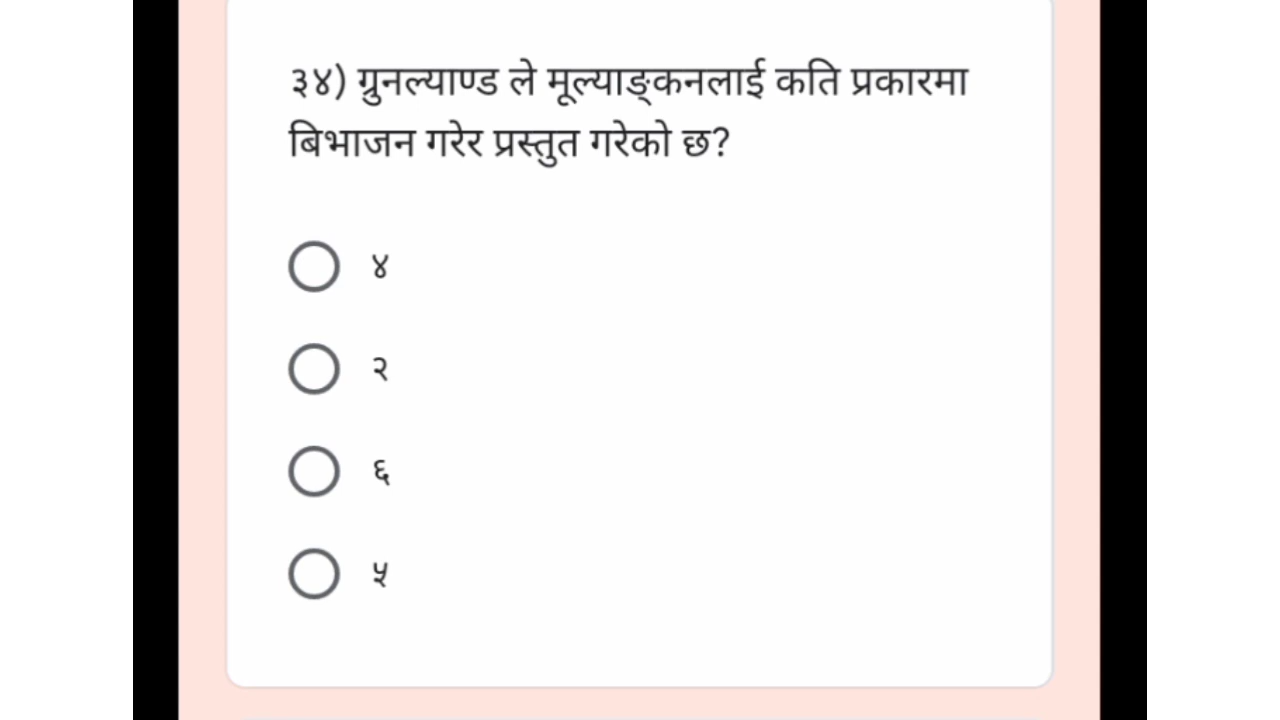 ३४) ग्रुनल्याण्ड ले मूल्याङ्कनलाई कति प्रकारमा
बिभाजन गरेर प्रस्तुत गरेको छ?
४
२
६
५